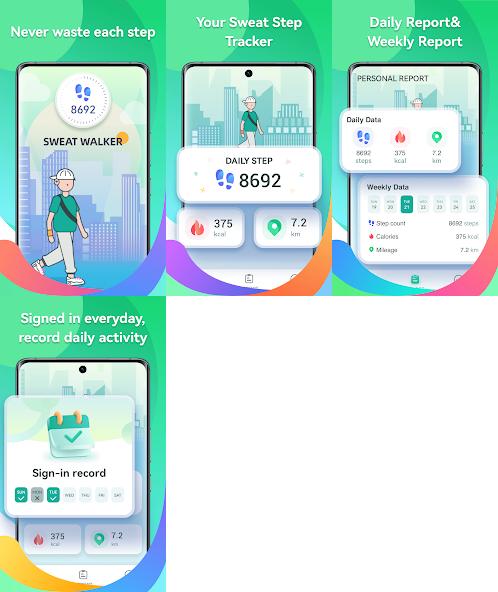 Never waste each step
8692
SWEAT WALKER
Your Sweat Step
Tracker
DAILY STEP
8692
375
kcal
7.2
km
Daily Report&
Weekly Report
PERSONAL REPORT
Daily Data
8692
steps
375
kcal
7.2
km
Weekly Data
SUN MON TUE WED THU FRI SAT
19 20 21 22 23 24 25
Step count 8692 steps
Calories 375 kcal
Mileage 7.2 km
Signed in everyday,
record daily activity
Sign-in record
SUN MON TUE WED THU FRI SAT
375
kcal
7.2
km